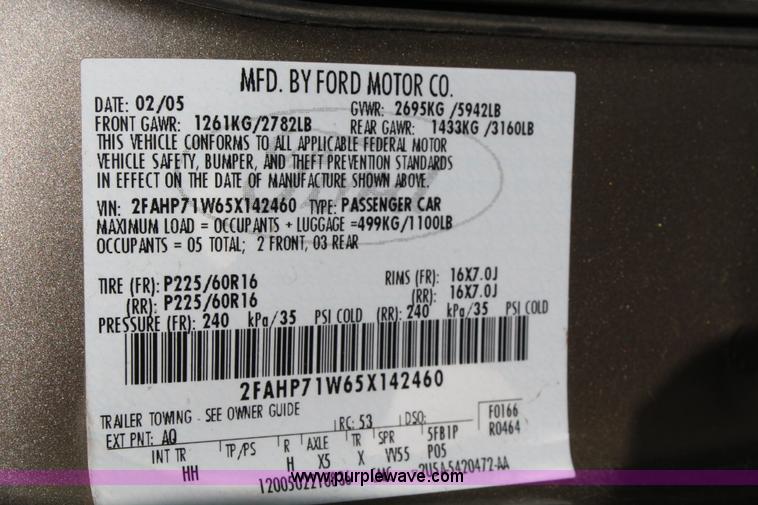 MFD. BY FORD MOTOR CO.
DATE: 02/05 GVWR: 2695KG /5942LB
FRONT GAWR: 1261KG/2782LB REAR GAWR: 1433KG /3160LB
THIS VEHICLE CONFORMS TO ALL APPLICABLE FEDERAL MOTOR
VEHICLE SAFETY, BUMPER, AND THEFT PREVENTION STANDARDS
IN EFFECT ON THE DATE OF MANUFACTURE SHOWN ABOVE.
VIN: 2FAHP71W65X142460 TYPE: PASSENGER CAR
MAXIMUM LOAD = OCCUPANTS + LUGGAGE =499KG/1100LB
OCCUPANTS = 05 TOTAL; 2 FRONT, 03 REAR
TIRE (FR): P225/60R16 RIMS (FR): 16X7.0J
(RR): P225/60R16 (RR): 16X7.0J
PRESSURE (FR): 240 kPa/35 PSI COLD (RR): 240 kPa/35 PSI COLD
2FAHP71W65X142460
TRAILER TOWING - SEE OWNER GUIDE RC: 53 DSO: F0166
EXT PNT: AQ R0464
INT TR TP/PS R AXLE TR SPR 5FB1P
HH H X5 X VV55 P05
www.purplewave.com